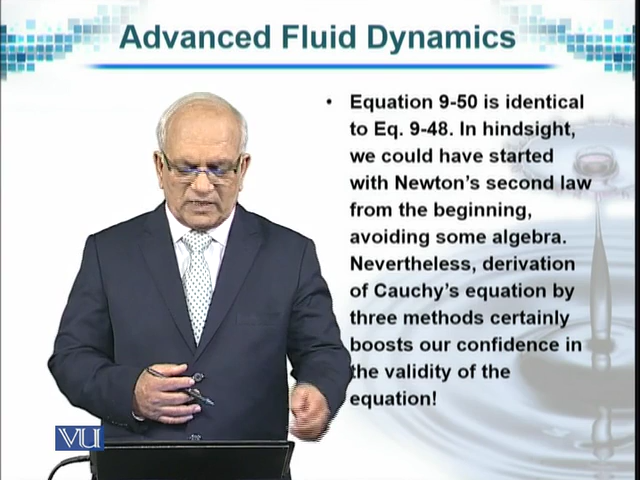 Advanced Fluid Dynamics
• Equation 9-50 is identical
to Eq. 9-48. In hindsight,
we could have started
with Newton's second law
from the beginning,
avoiding some algebra.
Nevertheless, derivation
of Cauchy's equation by
three methods certainly
boosts our confidence in
the validity of the
equation!
VU